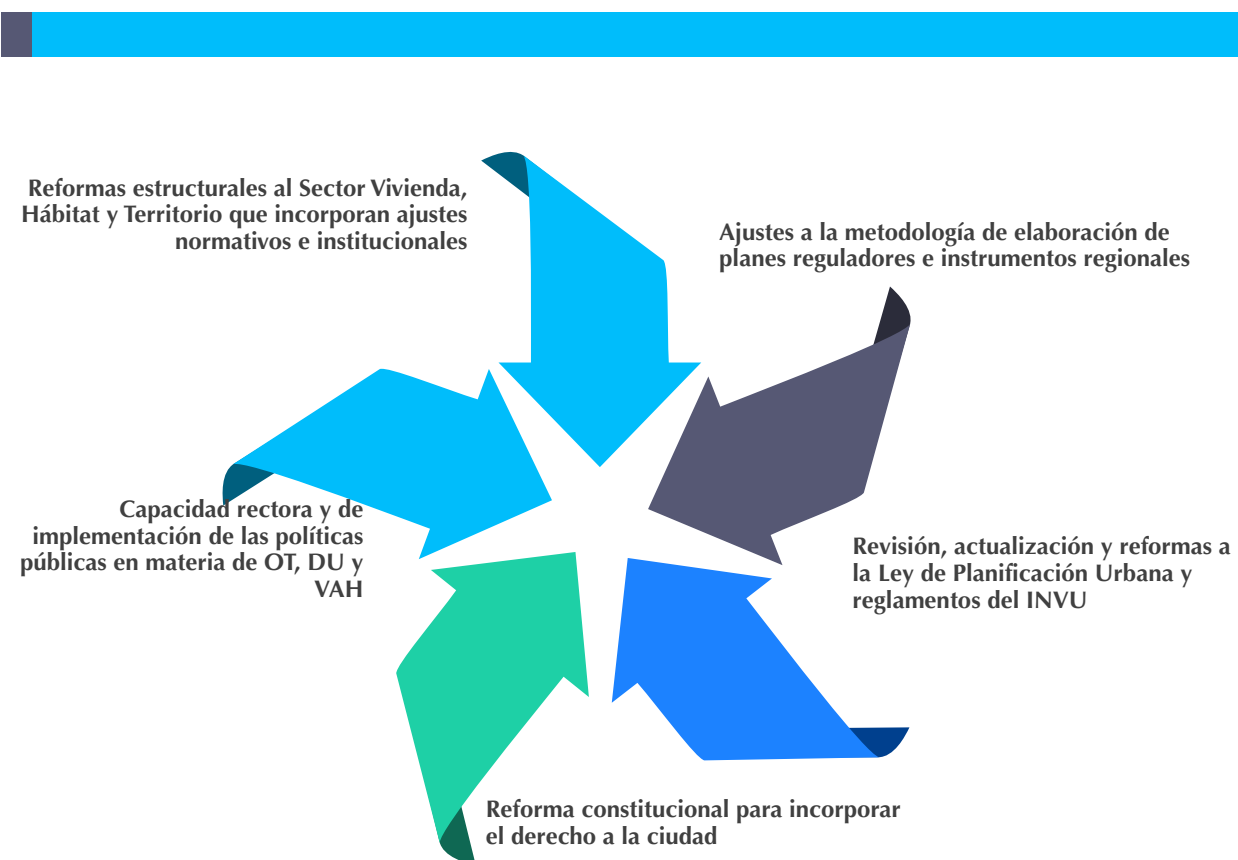 Reformas estructurales al Sector Vivienda,
Hábitat y Territorio que incorporan ajustes
normativos e institucionales
Ajustes a la metodología de elaboración de
planes reguladores e instrumentos regionales
Capacidad rectora y de
implementación de las políticas
públicas en materia de OT, DU y
VAH
Revisión, actualización y reformas a
la Ley de Planificación Urbana y
reglamentos del INVU
Reforma constitucional para incorporar
el derecho a la ciudad